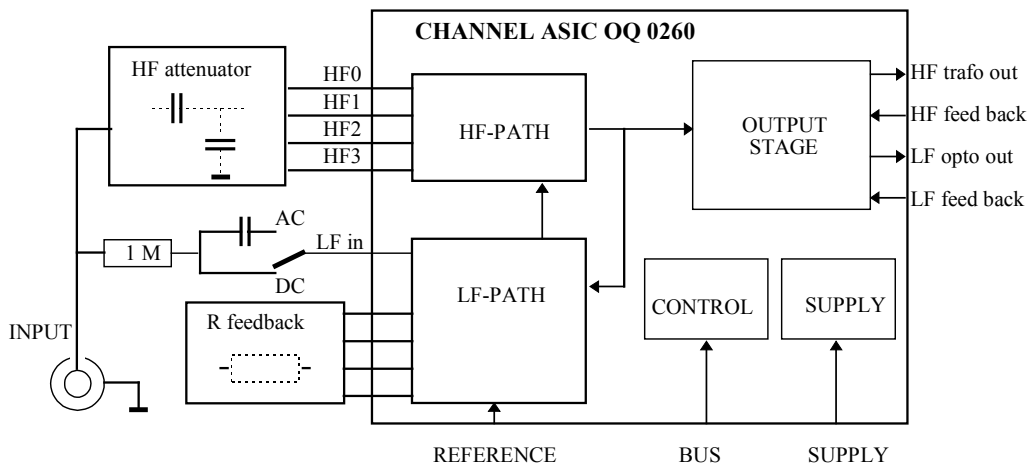 CHANNEL ASIC OQ 0260
HF attenuator
HF0
HF1
HF2
HF3
HF-PATH
OUTPUT
STAGE
HF trafo out
HF feed back
LF opto out
LF feed back
1 M
AC
DC
LF in
LF-PATH
R feedback
CONTROL
SUPPLY
INPUT
REFERENCE
BUS
SUPPLY